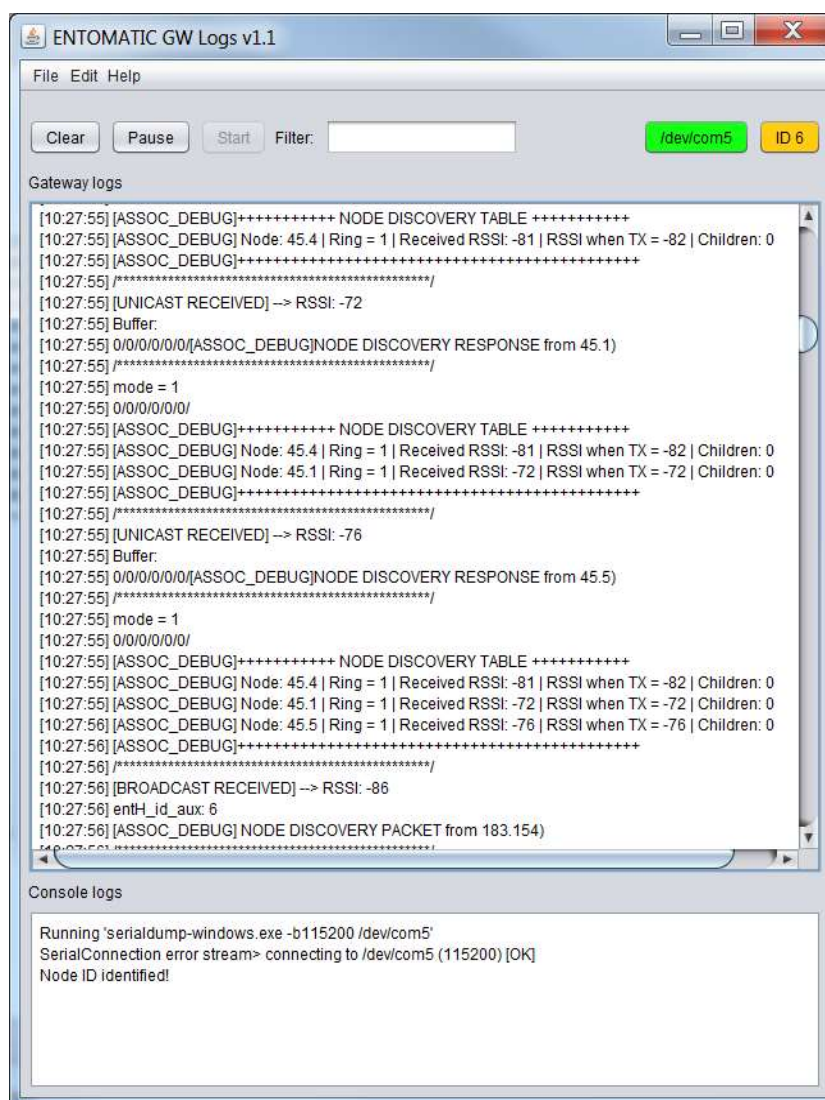 ENTOMATIC GW Logs v1.1
File Edit Help
Clear Pause Start Filter: /dev/com5 ID 6
Gateway logs
[10:27:55] [ASSOC_DEBUG]+++++++++++ NODE DISCOVERY TABLE +++++++++++
[10:27:55] [ASSOC_DEBUG] Node: 45.4 | Ring = 1 | Received RSSI: -81 | RSSI when TX = -82 | Children: 0
[10:27:55] [ASSOC_DEBUG]++++++++++++++++++++++++++++++++++++++++++++++
[10:27:55] /*************************************************/
[10:27:55] [UNICAST RECEIVED] --> RSSI: -72
[10:27:55] Buffer:
[10:27:55] 0/0/0/0/0/0/[ASSOC_DEBUG]NODE DISCOVERY RESPONSE from 45.1)
[10:27:55] /*************************************************/
[10:27:55] mode = 1
[10:27:55] 0/0/0/0/0/0/
[10:27:55] [ASSOC_DEBUG]+++++++++++ NODE DISCOVERY TABLE +++++++++++
[10:27:55] [ASSOC_DEBUG] Node: 45.4 | Ring = 1 | Received RSSI: -81 | RSSI when TX = -82 | Children: 0
[10:27:55] [ASSOC_DEBUG] Node: 45.1 | Ring = 1 | Received RSSI: -72 | RSSI when TX = -72 | Children: 0
[10:27:55] [ASSOC_DEBUG]++++++++++++++++++++++++++++++++++++++++++++++
[10:27:55] /*************************************************/
[10:27:55] [UNICAST RECEIVED] --> RSSI: -76
[10:27:55] Buffer:
[10:27:55] 0/0/0/0/0/0/[ASSOC_DEBUG]NODE DISCOVERY RESPONSE from 45.5)
[10:27:55] /*************************************************/
[10:27:55] mode = 1
[10:27:55] 0/0/0/0/0/0/
[10:27:55] [ASSOC_DEBUG]+++++++++++ NODE DISCOVERY TABLE +++++++++++
[10:27:55] [ASSOC_DEBUG] Node: 45.4 | Ring = 1 | Received RSSI: -81 | RSSI when TX = -82 | Children: 0
[10:27:55] [ASSOC_DEBUG] Node: 45.1 | Ring = 1 | Received RSSI: -72 | RSSI when TX = -72 | Children: 0
[10:27:56] [ASSOC_DEBUG] Node: 45.5 | Ring = 1 | Received RSSI: -76 | RSSI when TX = -76 | Children: 0
[10:27:56] [ASSOC_DEBUG]++++++++++++++++++++++++++++++++++++++++++++++
[10:27:56] /*************************************************/
[10:27:56] [BROADCAST RECEIVED] --> RSSI: -86
[10:27:56] entH_id_aux: 6
[10:27:56] [ASSOC_DEBUG] NODE DISCOVERY PACKET from 183.154)
Console logs
Running 'serialdump-windows.exe -b115200 /dev/com5'
SerialConnection error stream> connecting to /dev/com5 (115200) [OK]
Node ID identified!